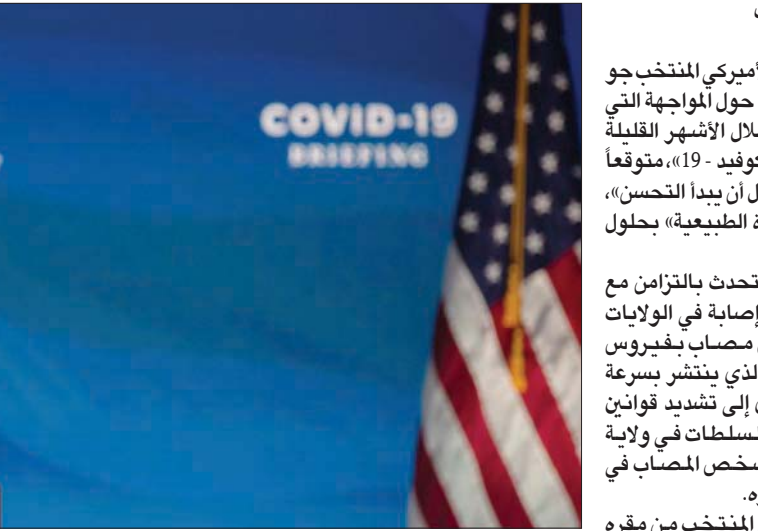 COVID-19
BRIEFING
أميركي المنتخب جو
حول المواجهة التي
لال الأشهر القليلة
كوفيد - 19»، متوقعاً
ل أن يبدأ التحسن»،
ة الطبيعية» بحلول
تحدث بالتزامن مع
إصابة في الولايات
مصاب بفيروس
لذي ينتشر بسرعة
إلى تشديد قوانين
لسلطات في ولاية
شخص المصاب في
ره.
المنتخب من مقره